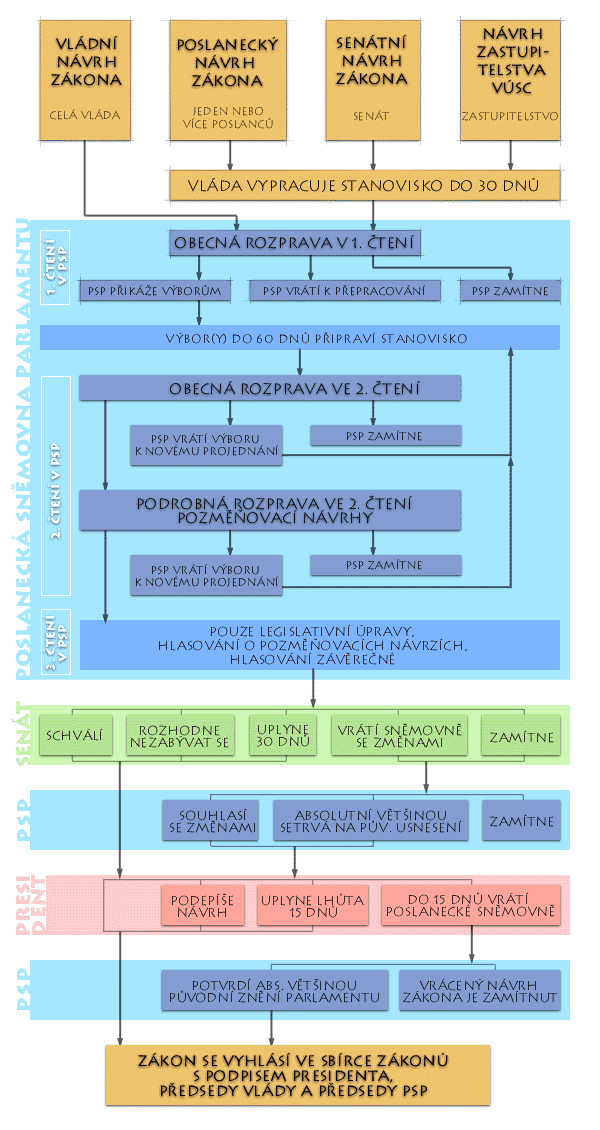 VLÁDNÍ
NÁVRH
ZÁKONA
CELÁ VLÁDA
POSLANECKÝ
NÁVRH
ZÁKONA
JEDEN NEBO
VÍCE POSLANCŮ
SENÁTNÍ
NÁVRH
ZÁKONA
SENÁT
NÁVRH
ZASTUPI-
TELSTVA
VÚSC
ZASTUPITELSTVO
VLÁDA VYPRACUJE STANOVISKO DO 30 DNŮ
POSLANECKÁ SNĚMOVNA PARLAMENTU
1. ČTENÍ
V PSP
OBECNÁ ROZPRAVA V 1. ČTENÍ
PSP PŘIKÁŽE VÝBORŮM
PSP VRÁTÍ K PŘEPRACOVÁNÍ
PSP ZAMÍTNE
VÝBOR(Y) DO 60 DNŮ PŘIPRAVÍ STANOVISKO
2. ČTENÍ V PSP
OBECNÁ ROZPRAVA VE 2. ČTENÍ
PSP VRÁTÍ VÝBORU
K NOVÉMU PROJEDNÁNÍ
PSP ZAMÍTNE
PODROBNÁ ROZPRAVA VE 2. ČTENÍ
POZMĚŇOVACÍ NÁVRHY
PSP VRÁTÍ VÝBORU
K NOVÉMU PROJEDNÁNÍ
PSP ZAMÍTNE
3. ČTENÍ
V PSP
POUZE LEGISLATIVNÍ ÚPRAVY,
HLASOVÁNÍ O POZMĚŇOVACÍCH NÁVRZÍCH,
HLASOVÁNÍ ZÁVĚREČNÉ
SENÁT
SCHVÁLÍ
ROZHODNE
NEZABÝVAT SE
UPLYNE
30 DNŮ
VRÁTÍ SNĚMOVNĚ
SE ZMĚNAMI
ZAMÍTNE
PSP
SOUHLASÍ
SE ZMĚNAMI
ABSOLUTNÍ VĚTŠINOU
SETRVÁ NA PŮV. USNESENÍ
ZAMÍTNE
PRESI
DENT
PODEPÍŠE
NÁVRH
UPLYNE LHŮTA
15 DNŮ
DO 15 DNŮ VRÁTÍ
POSLANECKÉ SNĚMOVNĚ
PSP
POTVRDÍ ABS. VĚTŠINOU
PŮVODNÍ ZNĚNÍ PARLAMENTU
VRÁCENÝ NÁVRH
ZÁKONA JE ZAMÍTNUT
ZÁKON SE VYHLÁSÍ VE SBÍRCE ZÁKONŮ
S PODPISEM PRESIDENTA,
PŘEDSEDY VLÁDY A PŘEDSEDY PSP